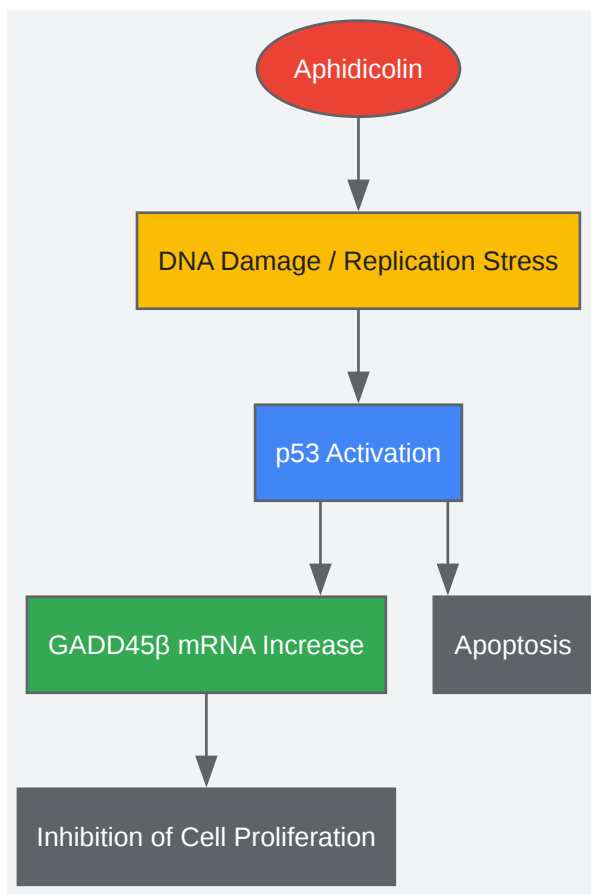 Aphidicolin
DNA Damage / Replication Stress
p53 Activation
GADD45β mRNA Increase
Apoptosis
Inhibition of Cell Proliferation